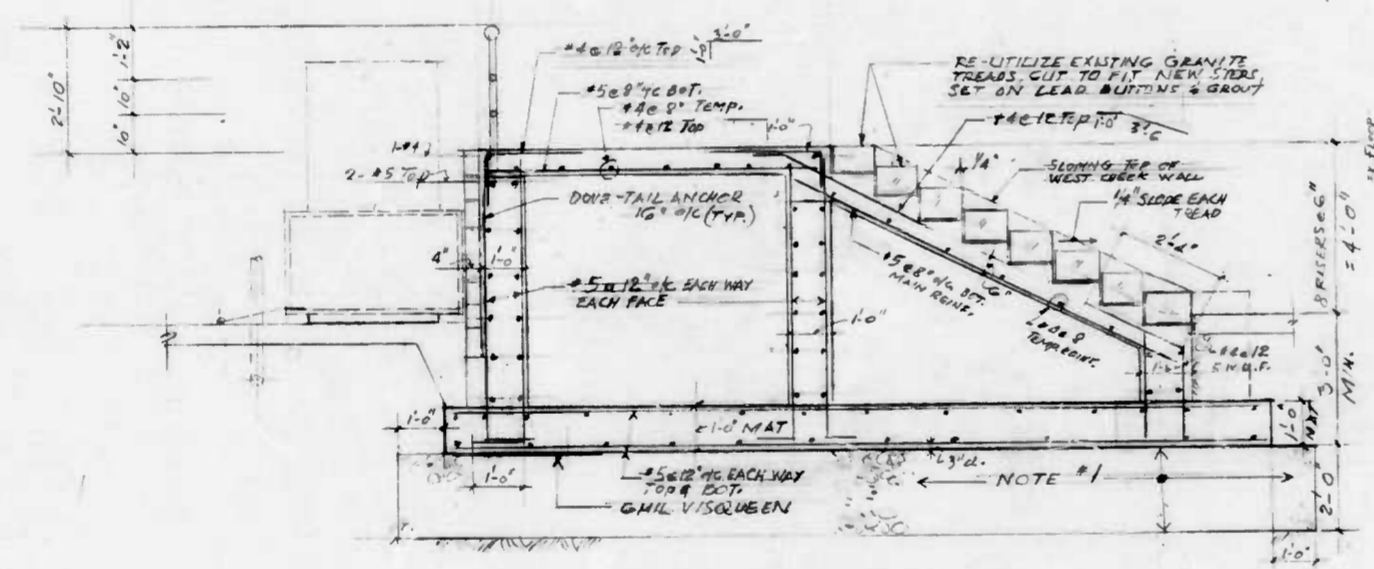 2'-10"
1'-2"
10"
10"
#4@12" o/c Top
3'-0"
#5@8" o/c BOT.
#4@8" TEMP.
#4@12 Top
1'-0"
RE-UTILIZE EXISTING GRANITE
TREADS, CUT TO FIT NEW STEPS,
SET ON LEAD BUTTONS & GROUT
#4@12 Top 1'-0" 3'-6
1/4"
SLOPING TOP OF
WEST CHEEK WALL
1/4" SLOPE EACH
TREAD
1-#4
2-#5 Top
DOVE-TAIL ANCHOR
16" o/c (TYP.)
4"
1'-0"
#5@12" o/c EACH WAY
EACH FACE
#5@8" o/c BOT.
MAIN REINF.
6"
1'-0"
TEMP. REINF.
8 RISERS@6"
= 4'-0"
3'-0"
MIN.
1'-0"
1'-0" MAT
1'-0"
MAT
3" cl.
1'-0"
#5@12" o/c EACH WAY
TOP & BOT.
6 MIL VISQUEEN
NOTE #1
2'-0"
1'-0"